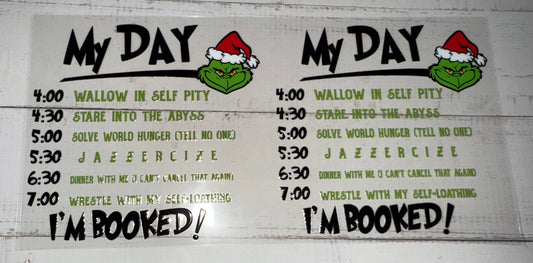 My DAY
4:00 WALLOW IN SELF PITY
4:30 STARE INTO THE ABYSS
5:00 SOLVE WORLD HUNGER (TELL NO ONE)
5:30 JAZZERCIZE
6:30 DINNER WITH ME (I CAN'T CANCEL THAT AGAIN)
7:00 WRESTLE WITH MY SELF-LOATHING
I'M BOOKED!
My DAY
4:00 WALLOW IN SELF PITY
4:30 STARE INTO THE ABYSS
5:00 SOLVE WORLD HUNGER (TELL NO ONE)
5:30 JAZZERCIZE
6:30 DINNER WITH ME (I CAN'T CANCEL THAT AGAIN)
7:00 WRESTLE WITH MY SELF-LOATHING
I'M BOOKED!